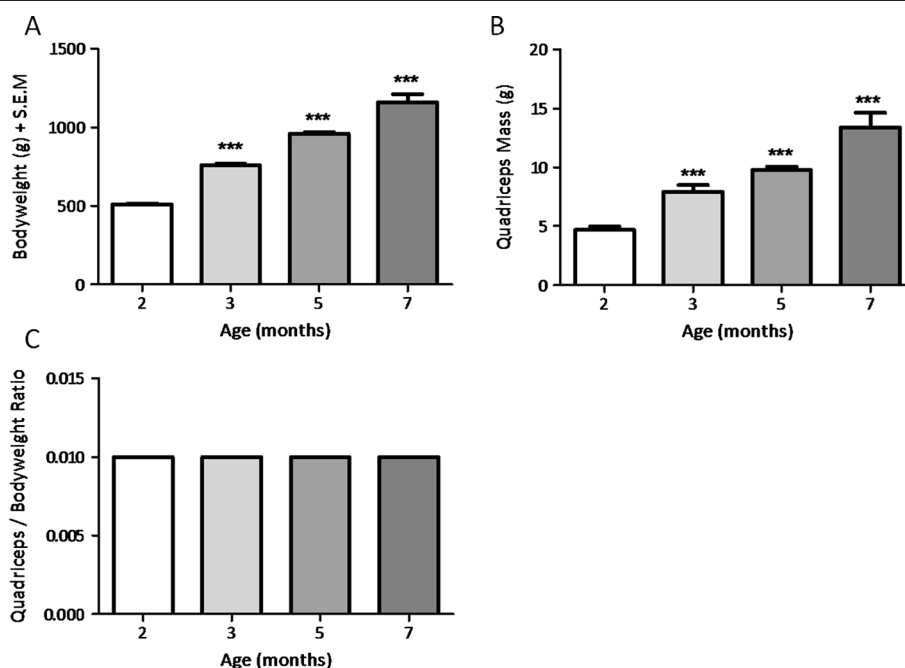 A
Bodyweight (g) + S.E.M
1500
1000
500
0
***
***
***
2 3 5 7
Age (months)
B
Quadriceps Mass (g)
20
15
10
5
0
***
***
***
2 3 5 7
Age (months)
C
Quadriceps / Bodyweight Ratio
0.015
0.010
0.005
0.000
2 3 5 7
Age (months)